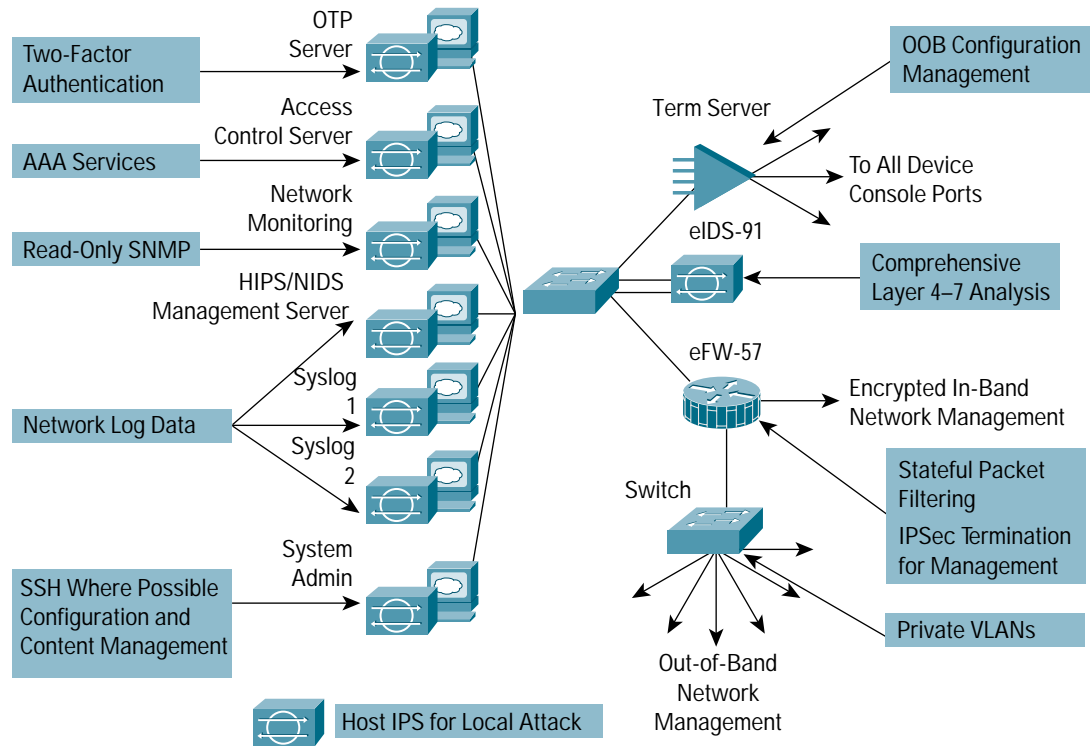 OTP
Server
Two-Factor
Authentication
Access
Control Server
AAA Services
Network
Monitoring
Read-Only SNMP
HIPS/NIDS
Management Server
Syslog
1
Network Log Data
Syslog
2
System
Admin
SSH Where Possible
Configuration and
Content Management
Host IPS for Local Attack
OOB Configuration
Management
Term Server
To All Device
Console Ports
eIDS-91
Comprehensive
Layer 4–7 Analysis
eFW-57
Encrypted In-Band
Network Management
Stateful Packet
Filtering
IPSec Termination
for Management
Switch
Private VLANs
Out-of-Band
Network
Management